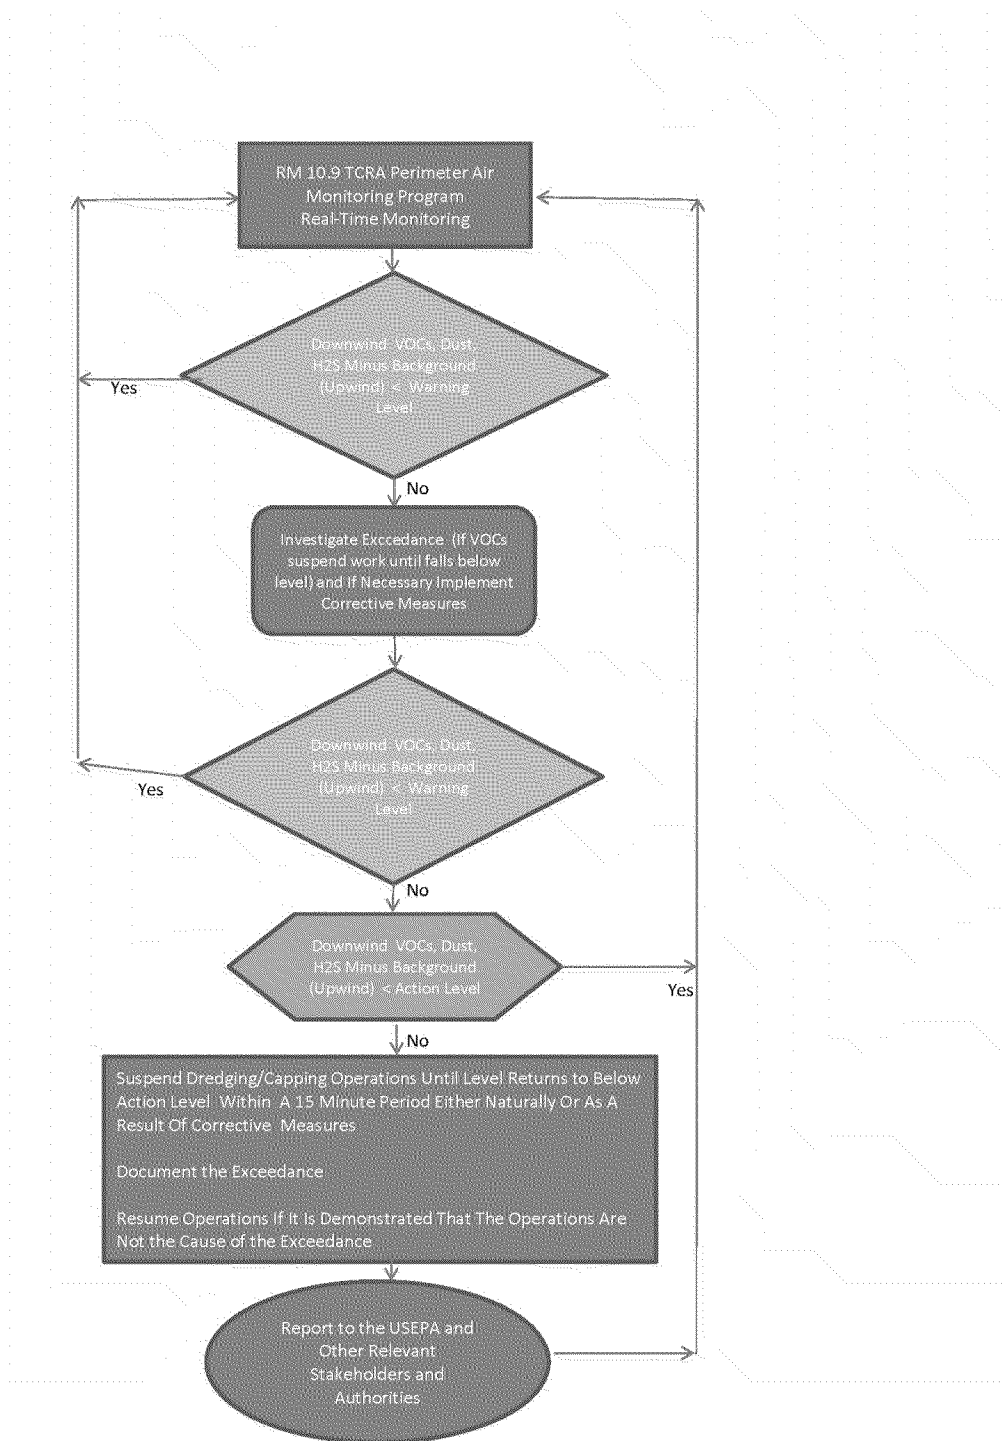 RM 10.9 TCRA Perimeter Air
Monitoring Program
Real-Time Monitoring
Downwind VOCs, Dust,
H2S Minus Background
(Upwind) < Warning
Level
Yes
No
Investigate Exccedance (If VOCs
suspend work until falls below
level) and If Necessary Implement
Corrective Measures
Downwind VOCs, Dust,
H2S Minus Background
(Upwind) < Warning
Level
Yes
No
Downwind VOCs, Dust,
H2S Minus Background
(Upwind) < Action Level
Yes
No
Suspend Dredging/Capping Operations Until Level Returns to Below
Action Level Within A 15 Minute Period Either Naturally Or As A
Result Of Corrective Measures
Document the Exceedance
Resume Operations If It Is Demonstrated That The Operations Are
Not the Cause of the Exceedance
Report to the USEPA and
Other Relevant
Stakeholders and
Authorities